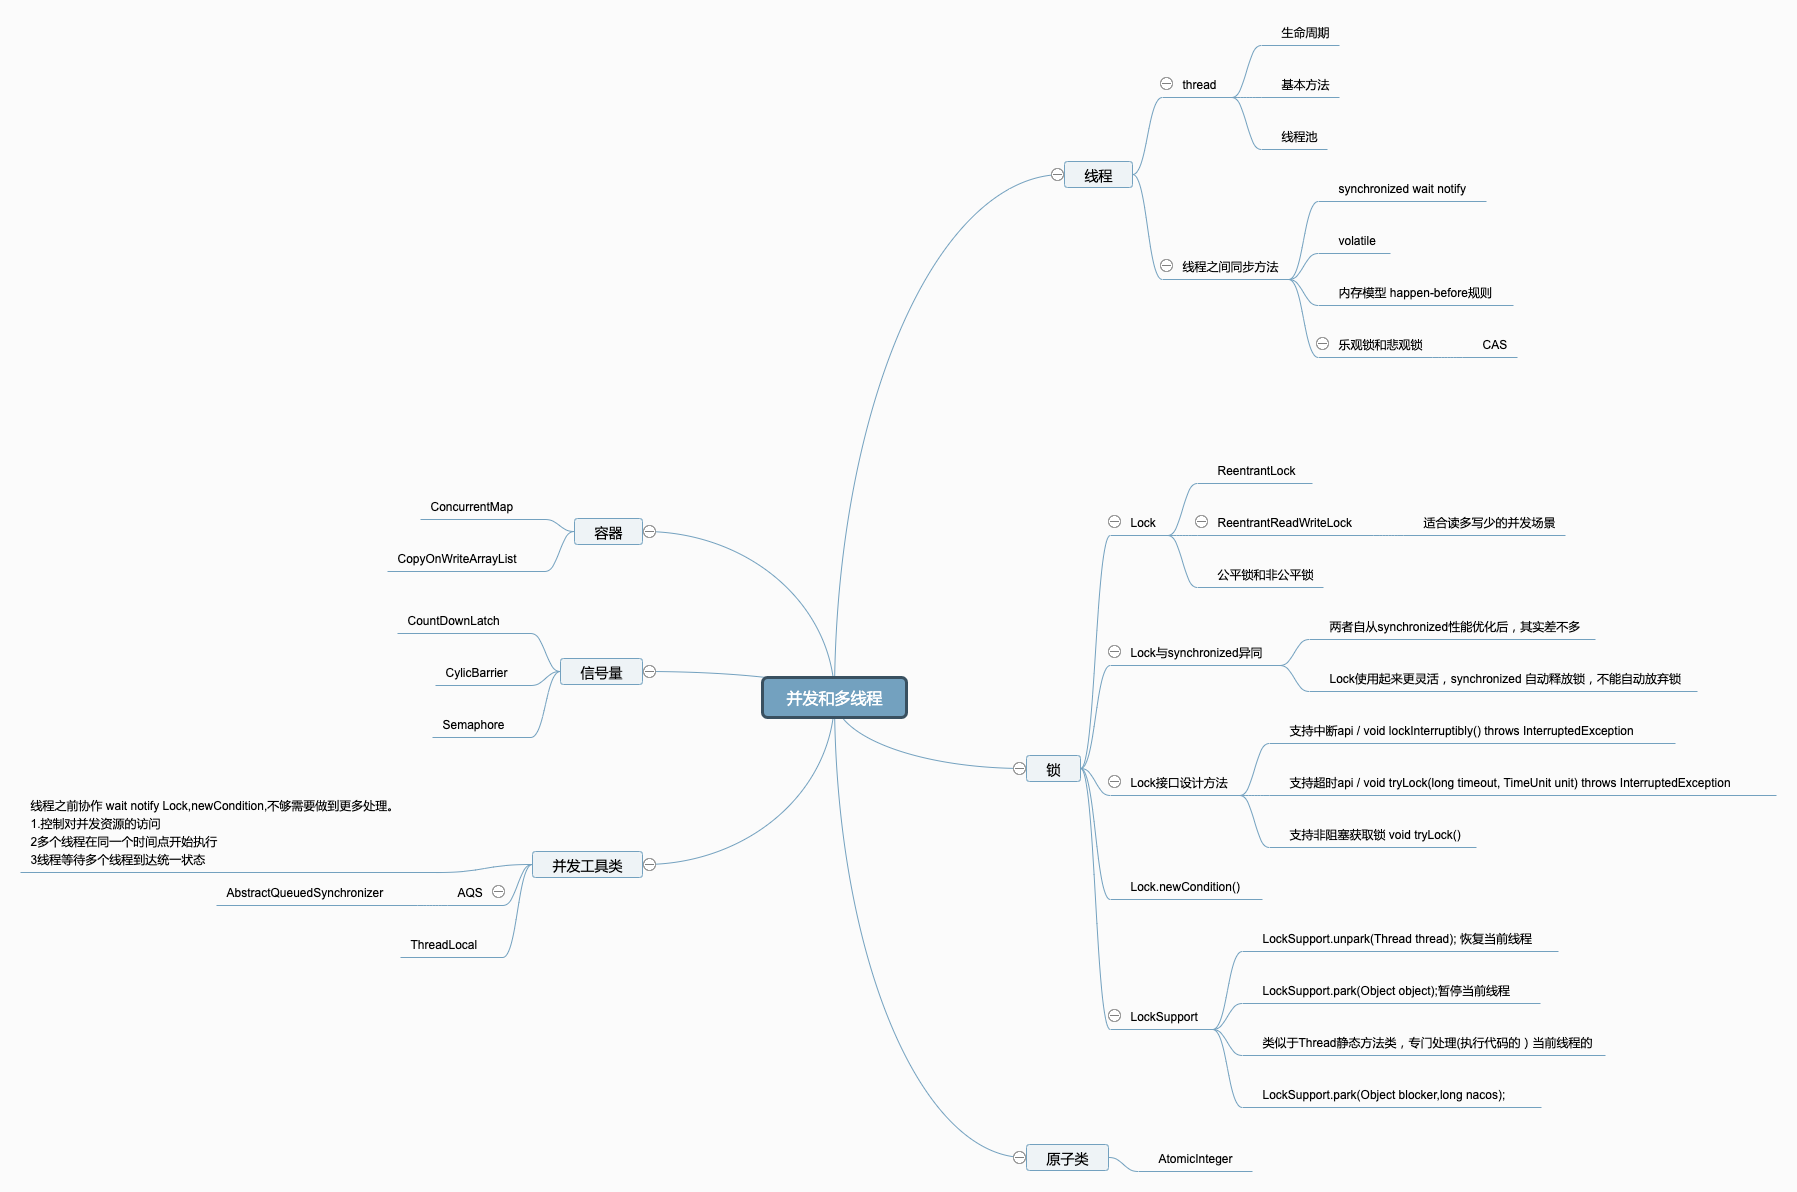 并发和多线程
线程
thread
生命周期
基本方法
线程池
线程之间同步方法
synchronized wait notify
volatile
内存模型 happen-before规则
乐观锁和悲观锁
CAS
锁
Lock
ReentrantLock
ReentrantReadWriteLock
适合读多写少的并发场景
公平锁和非公平锁
Lock与synchronized异同
两者自从synchronized性能优化后，其实差不多
Lock使用起来更灵活，synchronized 自动释放锁，不能自动放弃锁
Lock接口设计方法
支持中断api / void lockInterruptibly() throws InterruptedException
支持超时api / void tryLock(long timeout, TimeUnit unit) throws InterruptedException
支持非阻塞获取锁 void tryLock()
Lock.newCondition()
LockSupport
LockSupport.unpark(Thread thread); 恢复当前线程
LockSupport.park(Object object);暂停当前线程
类似于Thread静态方法类，专门处理(执行代码的）当前线程的
LockSupport.park(Object blocker,long nacos);
原子类
AtomicInteger
容器
ConcurrentMap
CopyOnWriteArrayList
信号量
CountDownLatch
CylicBarrier
Semaphore
并发工具类
线程之前协作 wait notify Lock,newCondition,不够需要做到更多处理。
1.控制对并发资源的访问
2多个线程在同一个时间点开始执行
3线程等待多个线程到达统一状态
AQS
AbstractQueuedSynchronizer
ThreadLocal